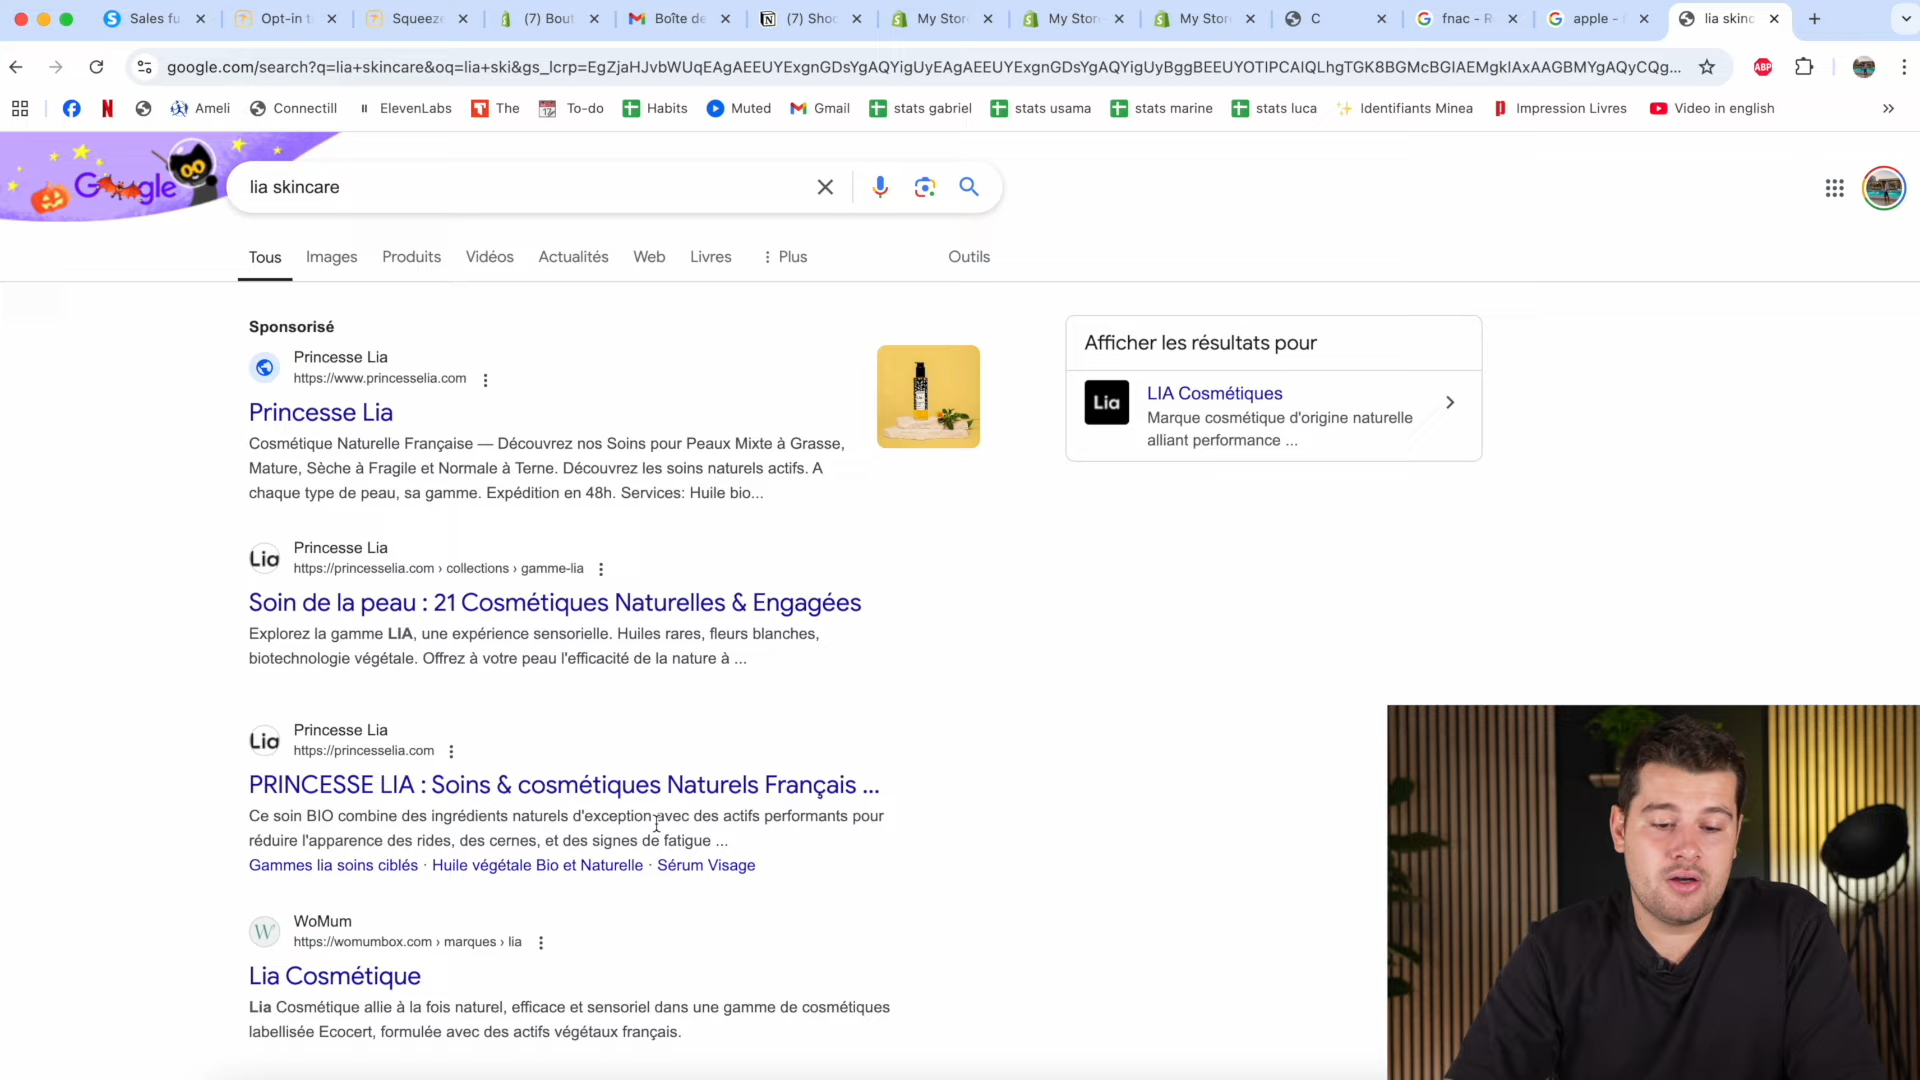 Sales fu
Opt-in t
Squeeze
(7) Bout
Boîte de
(7) Shoc
My Stor
My Stor
My Stor
C
fnac - R
apple - 
lia skinc
google.com/search?q=lia+skincare&oq=lia+ski&gs_lcrp=EgZjaHJvbWUqEAgAEEUYExgnGDsYgAQYigUyEAgAEEUYExgnGDsYgAQYigUyBggBEEUYOTIPCAIQLhgTGK8BGMcBGIAEMgkIAxAAGBMYgAQyCQg...
ABP
Ameli
Connectill
ElevenLabs
The
To-do
Habits
Muted
Gmail
stats gabriel
stats usama
stats marine
stats luca
Identifiants Minea
Impression Livres
Video in english
Google
lia skincare
Tous
Images
Produits
Vidéos
Actualités
Web
Livres
Plus
Outils
Sponsorisé
Princesse Lia
https://www.princesselia.com
Princesse Lia
Cosmétique Naturelle Française — Découvrez nos Soins pour Peaux Mixte à Grasse,
Mature, Sèche à Fragile et Normale à Terne. Découvrez les soins naturels actifs. A
chaque type de peau, sa gamme. Expédition en 48h. Services: Huile bio...
Afficher les résultats pour
Lia
LIA Cosmétiques
Marque cosmétique d'origine naturelle
alliant performance ...
Lia
Princesse Lia
https://princesselia.com › collections › gamme-lia
Soin de la peau : 21 Cosmétiques Naturelles & Engagées
Explorez la gamme LIA, une expérience sensorielle. Huiles rares, fleurs blanches,
biotechnologie végétale. Offrez à votre peau l'efficacité de la nature à ...
Lia
Princesse Lia
https://princesselia.com
PRINCESSE LIA : Soins & cosmétiques Naturels Français ...
Ce soin BIO combine des ingrédients naturels d'exception avec des actifs performants pour
réduire l'apparence des rides, des cernes, et des signes de fatigue ...
Gammes lia soins ciblés · Huile végétale Bio et Naturelle · Sérum Visage
W
WoMum
https://womumbox.com › marques › lia
Lia Cosmétique
Lia Cosmétique allie à la fois naturel, efficace et sensoriel dans une gamme de cosmétiques
labellisée Ecocert, formulée avec des actifs végétaux français.